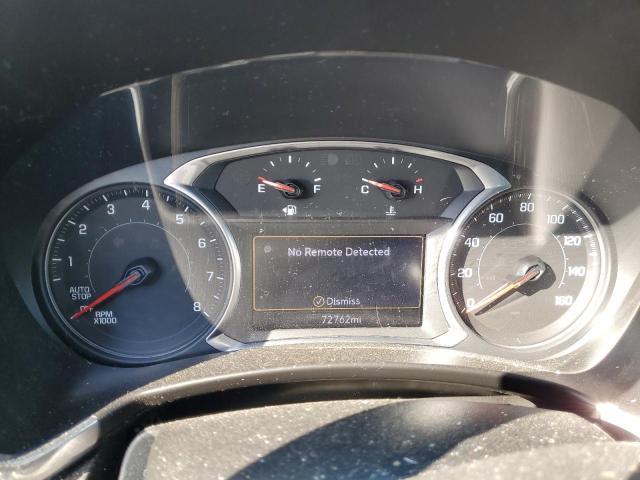 E F
C H
1 2 3 4 5 6 7 8
AUTO
STOP
OFF
RPM
X1000
No Remote Detected
Dismiss
72762mi
0 20 40 60 80 100 120 140 160